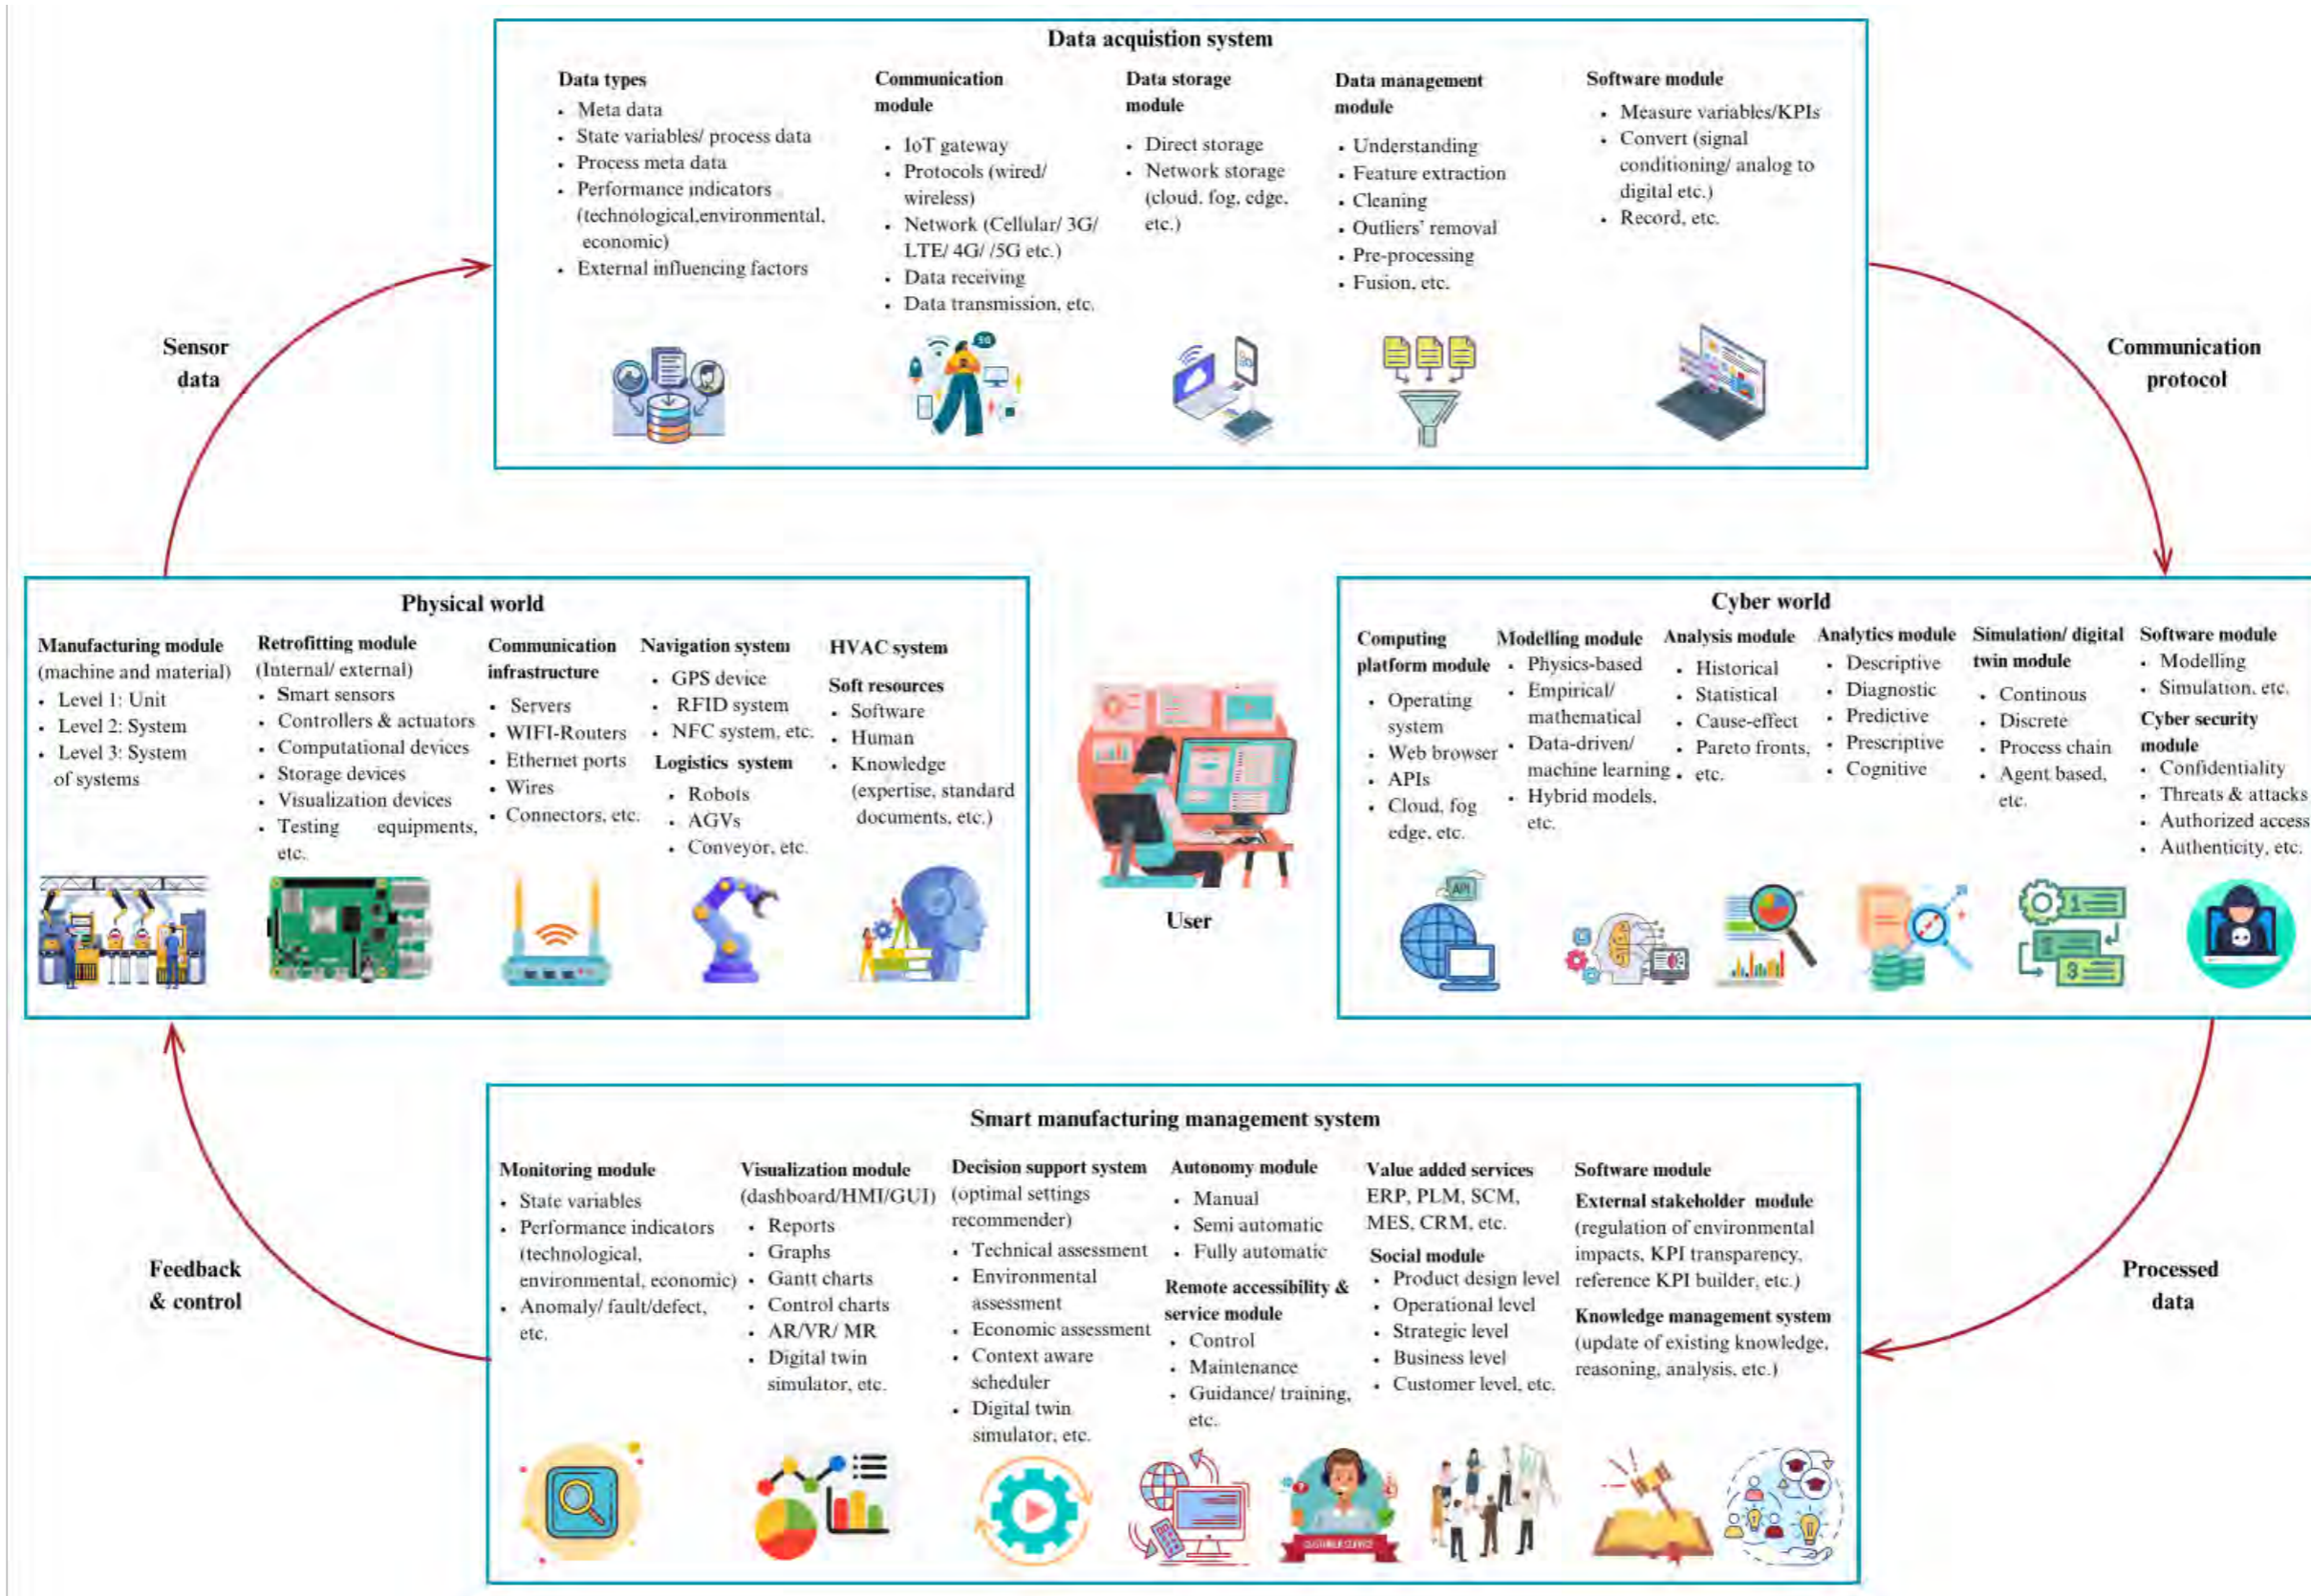 Data acquistion system
Data types
• Meta data
• State variables/ process data
• Process meta data
• Performance indicators
(technological,environmental,
economic)
• External influencing factors
Communication
module
• IoT gateway
• Protocols (wired/
wireless)
• Network (Cellular/ 3G/
LTE/ 4G/ /5G etc.)
• Data receiving
• Data transmission, etc.
Data storage
module
• Direct storage
• Network storage
(cloud, fog, edge,
etc.)
Data management
module
• Understanding
• Feature extraction
• Cleaning
• Outliers' removal
• Pre-processing
• Fusion, etc.
Software module
• Measure variables/KPIs
• Convert (signal
conditioning/ analog to
digital etc.)
• Record, etc.
5G
Sensor
data
Communication
protocol
Physical world
Manufacturing module
(machine and material)
• Level 1: Unit
• Level 2: System
• Level 3: System
of systems
Retrofitting module
(Internal/ external)
• Smart sensors
• Controllers & actuators
• Computational devices
• Storage devices
• Visualization devices
• Testing equipments,
etc.
Communication
infrastructure
• Servers
• WIFI-Routers
• Ethernet ports
• Wires
• Connectors, etc.
Navigation system
• GPS device
• RFID system
• NFC system, etc.
Logistics system
• Robots
• AGVs
• Conveyor, etc.
HVAC system
Soft resources
• Software
• Human
• Knowledge
(expertise, standard
documents, etc.)
User
Cyber world
Computing
platform module
• Operating
system
• Web browser
• APIs
• Cloud, fog
edge, etc.
Modelling module
• Physics-based
• Empirical/
mathematical
• Data-driven/
machine learning
• Hybrid models,
etc.
Analysis module
• Historical
• Statistical
• Cause-effect
• Pareto fronts,
• etc.
Analytics module
• Descriptive
• Diagnostic
• Predictive
• Prescriptive
• Cognitive
Simulation/ digital
twin module
• Continous
• Discrete
• Process chain
• Agent based,
etc.
Software module
• Modelling
• Simulation, etc.
Cyber security
module
• Confidentiality
• Threats & attacks
• Authorized access
• Authenticity, etc.
API
1
3
Feedback
& control
Processed
data
Smart manufacturing management system
Monitoring module
• State variables
• Performance indicators
(technological,
environmental, economic)
• Anomaly/ fault/defect,
etc.
Visualization module
(dashboard/HMI/GUI)
• Reports
• Graphs
• Gantt charts
• Control charts
• AR/VR/ MR
• Digital twin
simulator, etc.
Decision support system
(optimal settings
recommender)
• Technical assessment
• Environmental
assessment
• Economic assessment
• Context aware
scheduler
• Digital twin
simulator, etc.
Autonomy module
• Manual
• Semi automatic
• Fully automatic
Remote accessibility &
service module
• Control
• Maintenance
• Guidance/ training,
etc.
Value added services
ERP, PLM, SCM,
MES, CRM, etc.
Social module
• Product design level
• Operational level
• Strategic level
• Business level
• Customer level, etc.
Software module
External stakeholder module
(regulation of environmental
impacts, KPI transparency,
reference KPI builder, etc.)
Knowledge management system
(update of existing knowledge,
reasoning, analysis, etc.)
CUSTOMER SERVICE